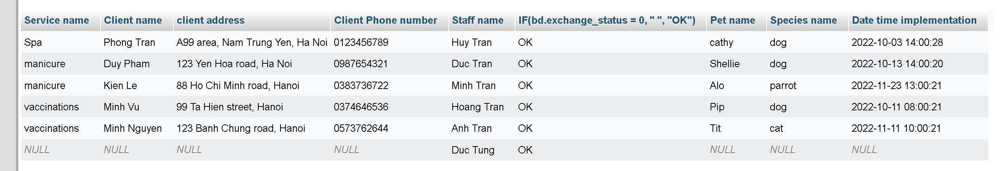 Service name Client name client address Client Phone number Staff name IF(bd.exchange_status = 0, " ", "OK") Pet name Species name Date time implementation
Spa Phong Tran A99 area, Nam Trung Yen, Ha Noi 0123456789 Huy Tran OK cathy dog 2022-10-03 14:00:28
manicure Duy Pham 123 Yen Hoa road, Ha Noi 0987654321 Duc Tran OK Shellie dog 2022-10-13 14:00:20
manicure Kien Le 88 Ho Chi Minh road, Hanoi 0383736722 Minh Tran OK Alo parrot 2022-11-23 13:00:21
vaccinations Minh Vu 99 Ta Hien street, Hanoi 0374646536 Hoang Tran OK Pip dog 2022-10-11 08:00:21
vaccinations Minh Nguyen 123 Banh Chung road, Hanoi 0573762644 Anh Tran OK Tit cat 2022-11-11 10:00:21
NULL NULL NULL NULL Duc Tung OK NULL NULL NULL